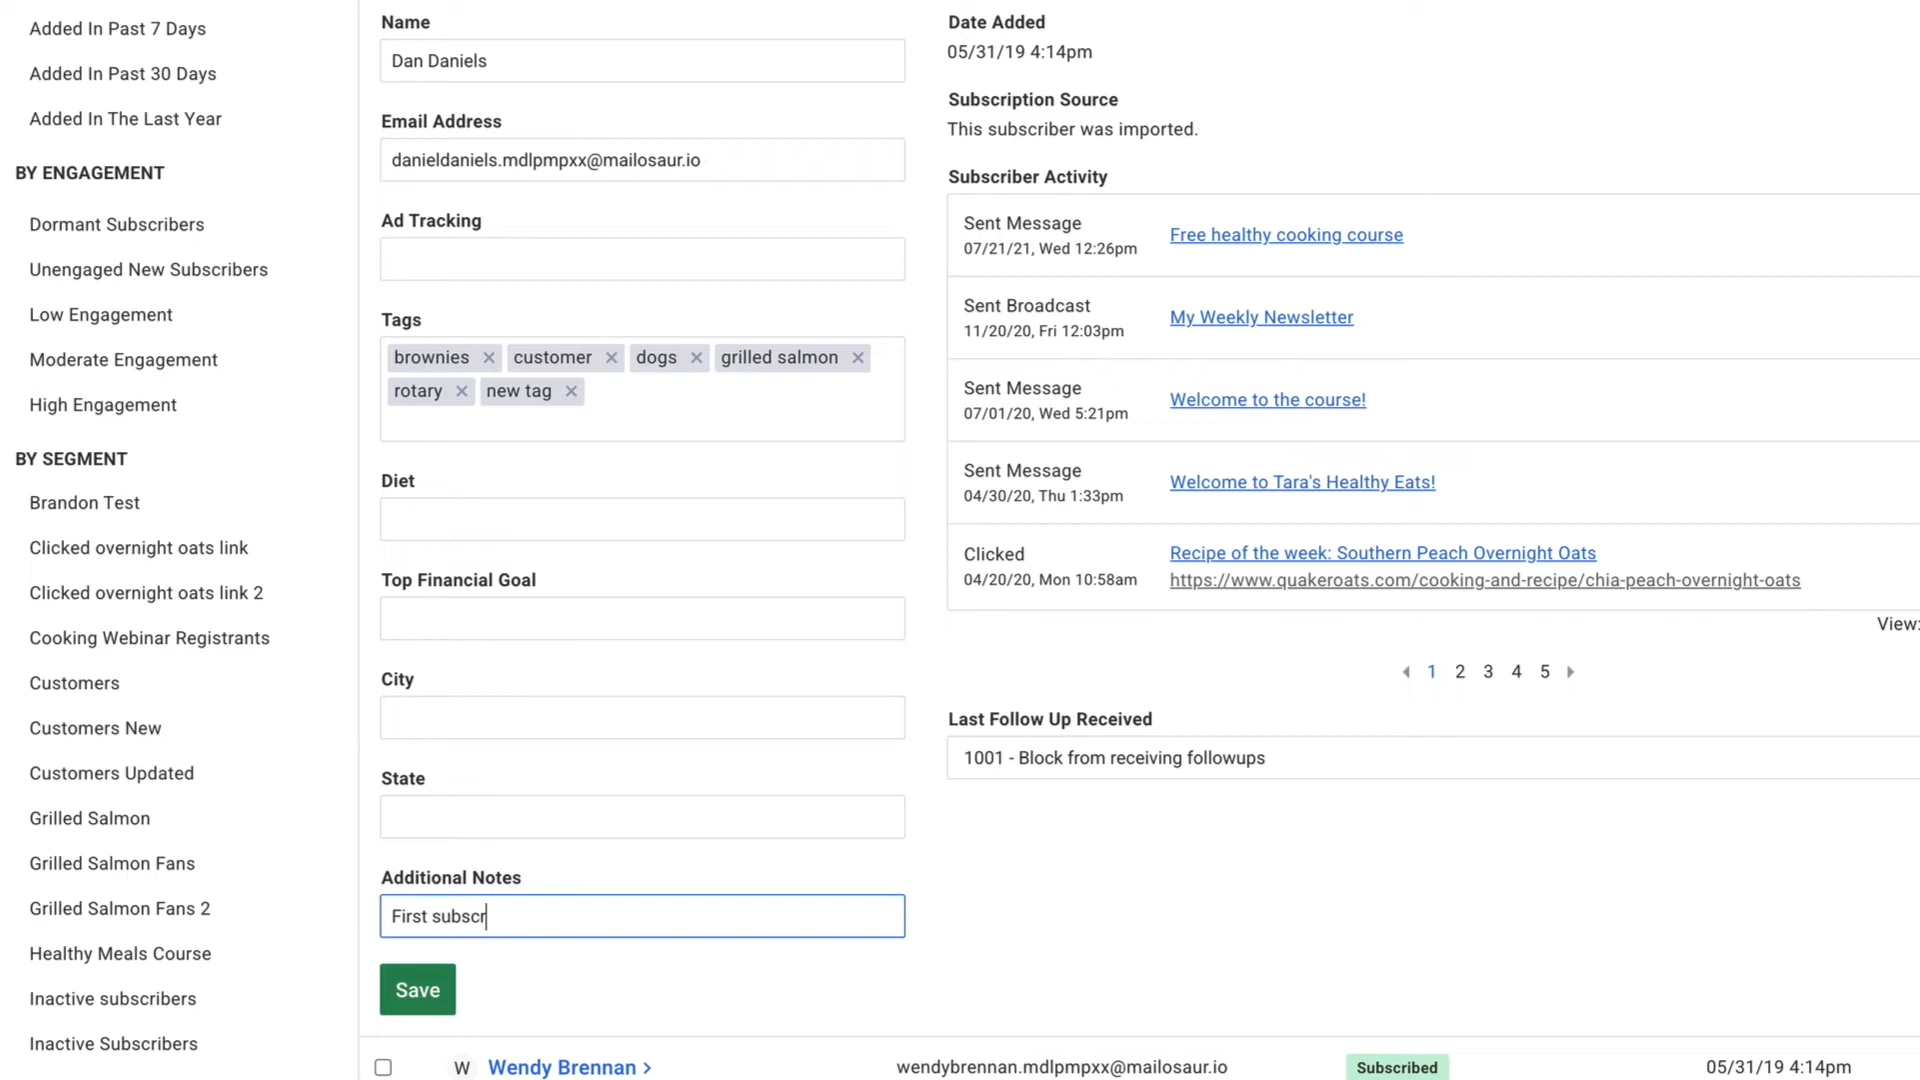 Added In Past 7 Days
Added In Past 30 Days
Added In The Last Year
BY ENGAGEMENT
Dormant Subscribers
Unengaged New Subscribers
Low Engagement
Moderate Engagement
High Engagement
BY SEGMENT
Brandon Test
Clicked overnight oats link
Clicked overnight oats link 2
Cooking Webinar Registrants
Customers
Customers New
Customers Updated
Grilled Salmon
Grilled Salmon Fans
Grilled Salmon Fans 2
Healthy Meals Course
Inactive subscribers
Inactive Subscribers
Name
Dan Daniels
Email Address
danieldaniels.mdlpmpxx@mailosaur.io
Ad Tracking
Tags
brownies × customer × dogs × grilled salmon ×
rotary × new tag ×
Diet
Top Financial Goal
City
State
Additional Notes
First subscr
Save
Date Added
05/31/19 4:14pm
Subscription Source
This subscriber was imported.
Subscriber Activity
Sent Message
07/21/21, Wed 12:26pm
Free healthy cooking course
Sent Broadcast
11/20/20, Fri 12:03pm
My Weekly Newsletter
Sent Message
07/01/20, Wed 5:21pm
Welcome to the course!
Sent Message
04/30/20, Thu 1:33pm
Welcome to Tara's Healthy Eats!
Clicked
04/20/20, Mon 10:58am
Recipe of the week: Southern Peach Overnight Oats
https://www.quakeroats.com/cooking-and-recipe/chia-peach-overnight-oats
View:
1 2 3 4 5
Last Follow Up Received
1001 - Block from receiving followups
W Wendy Brennan > wendybrennan.mdlpmpxx@mailosaur.io Subscribed 05/31/19 4:14pm